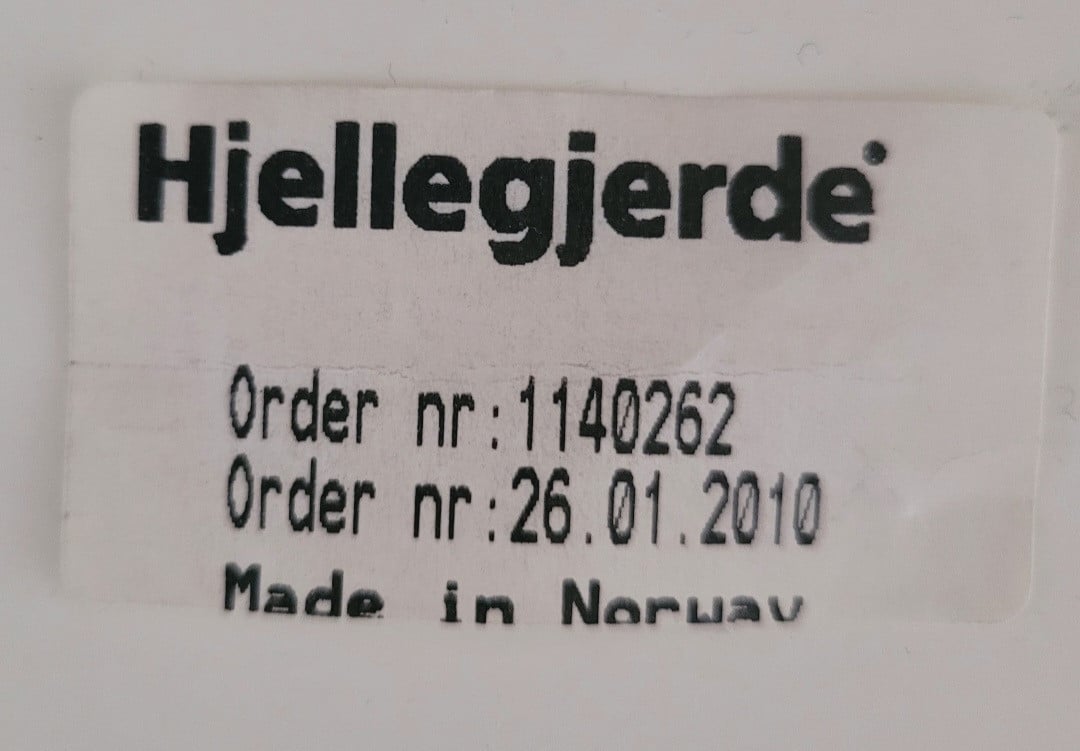 Hjellegjerde
Order nr:1140262
Order nr:26.01.2010
Made in Norway